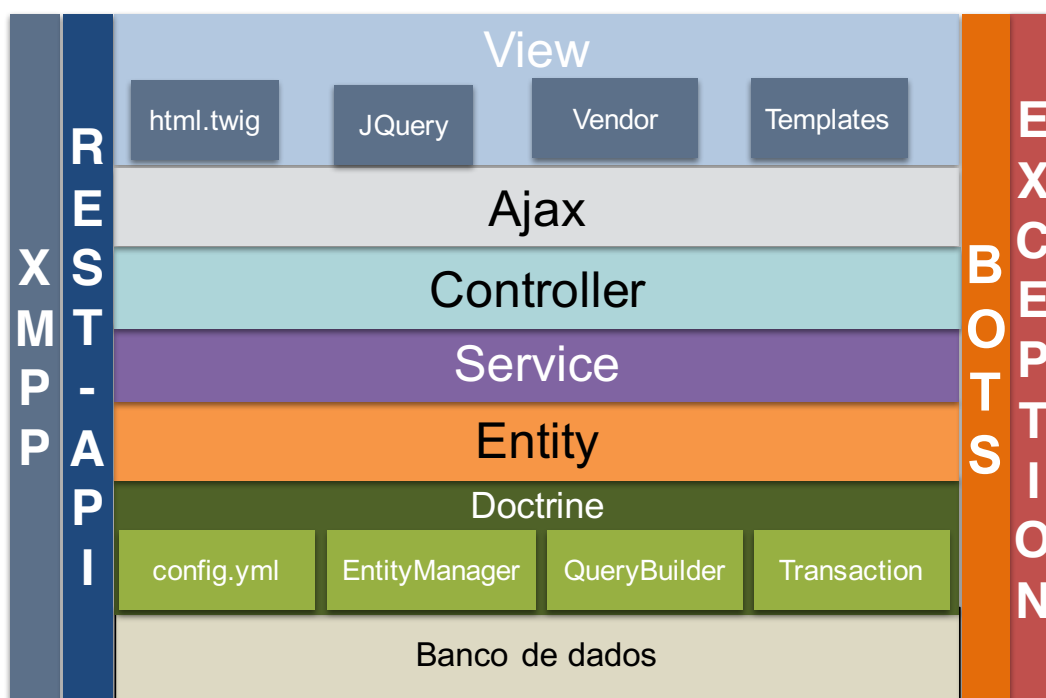 XMPP
REST-API
View
html.twig
JQuery
Vendor
Templates
Ajax
Controller
Service
Entity
Doctrine
config.yml
EntityManager
QueryBuilder
Transaction
Banco de dados
BOTS
EXCEPTION